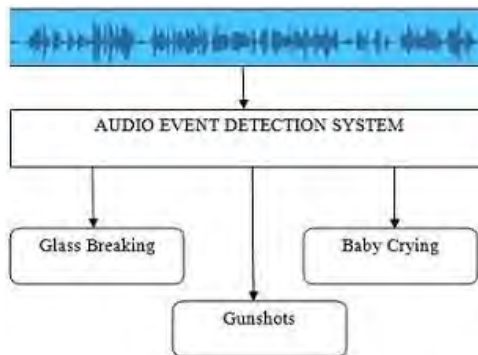 AUDIO EVENT DETECTION SYSTEM
Glass Breaking
Baby Crying
Gunshots